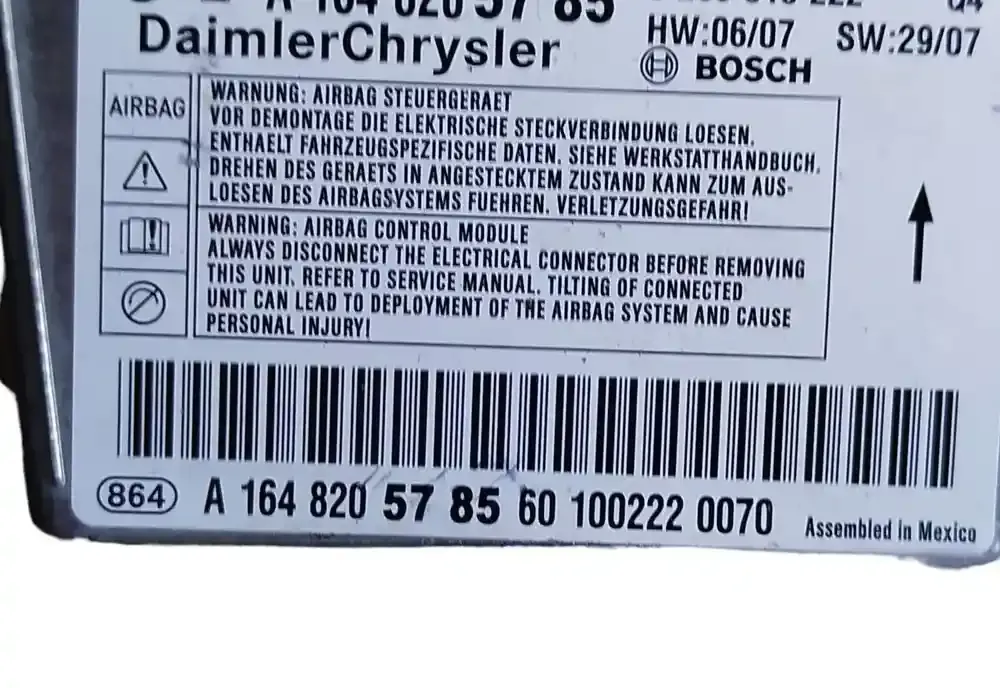 A 164 820 57 85
DaimlerChrysler
HW:06/07 SW:29/07
BOSCH
AIRBAG
WARNUNG: AIRBAG STEUERGERAET
VOR DEMONTAGE DIE ELEKTRISCHE STECKVERBINDUNG LOESEN.
ENTHAELT FAHRZEUGSPEZIFISCHE DATEN. SIEHE WERKSTATTHANDBUCH.
DREHEN DES GERAETS IN ANGESTECKTEM ZUSTAND KANN ZUM AUS-
LOESEN DES AIRBAGSYSTEMS FUEHREN. VERLETZUNGSGEFAHR!
WARNING: AIRBAG CONTROL MODULE
ALWAYS DISCONNECT THE ELECTRICAL CONNECTOR BEFORE REMOVING
THIS UNIT. REFER TO SERVICE MANUAL. TILTING OF CONNECTED
UNIT CAN LEAD TO DEPLOYMENT OF THE AIRBAG SYSTEM AND CAUSE
PERSONAL INJURY!
864 A 164 820 57 85 60 100222 0070 Assembled in Mexico